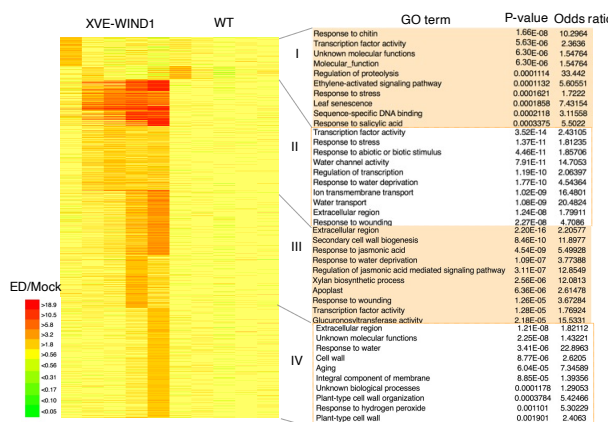 XVE-WIND1 WT
GO term P-value Odds ratio
I
Response to chitin 1.66E-08 10.2964
Transcription factor activity 5.63E-06 2.3636
Unknown molecular functions 6.30E-06 1.54764
Molecular_function 6.30E-06 1.54764
Regulation of proteolysis 0.0001114 33.442
Ethylene-activated signaling pathway 0.0001132 5.60551
Response to stress 0.0001621 1.7222
Leaf senescence 0.0001858 7.43154
Sequence-specific DNA binding 0.0002118 3.11558
Response to salicylic acid 0.0003375 5.5022
II
Transcription factor activity 3.52E-14 2.43105
Response to stress 1.37E-11 1.81235
Response to abiotic or biotic stimulus 4.46E-11 1.85706
Water channel activity 7.91E-11 14.7053
Regulation of transcription 1.19E-10 2.06397
Response to water deprivation 1.77E-10 4.54364
Ion transmembrane transport 1.02E-09 16.4801
Water transport 1.08E-09 20.4824
Extracellular region 1.24E-08 1.79911
Response to wounding 2.27E-08 4.7086
III
Extracellular region 2.20E-16 2.20577
Secondary cell wall biogenesis 8.46E-10 11.8977
Response to jasmonic acid 4.54E-09 5.49928
Response to water deprivation 1.09E-07 3.77388
Regulation of jasmonic acid mediated signaling pathway 3.11E-07 12.8549
Xylan biosynthetic process 2.56E-06 12.0813
Apoplast 6.36E-06 2.61478
Response to wounding 1.26E-05 3.67284
Transcription factor activity 1.28E-05 1.76924
Glucuronosyltransferase activity 2.18E-05 15.5331
IV
Extracellular region 1.21E-08 1.82112
Unknown molecular functions 2.25E-08 1.43221
Response to water 3.41E-06 22.8963
Cell wall 8.77E-06 2.6205
Aging 6.04E-05 7.34589
Integral component of membrane 8.85E-05 1.39356
Unknown biological processes 0.0001178 1.29053
Plant-type cell wall organization 0.0003784 5.42466
Response to hydrogen peroxide 0.001101 5.30229
Plant-type cell wall 0.001901 2.4063
ED/Mock
>18.9
>10.5
>5.8
>3.2
>1.8
>0.56
<0.56
<0.31
<0.17
<0.10
<0.05